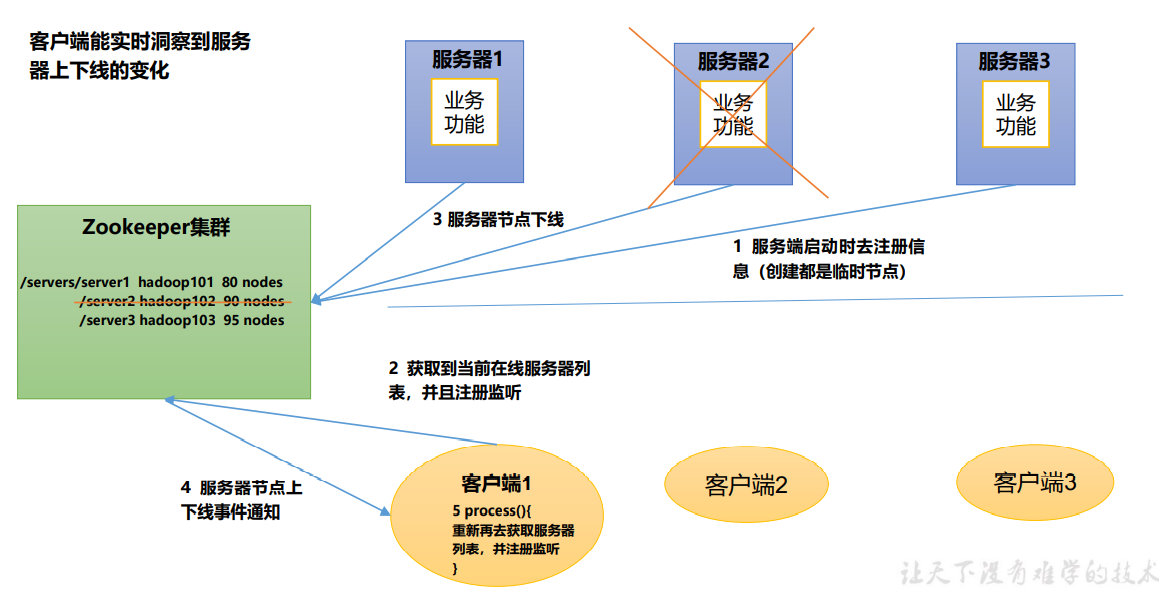 客户端能实时洞察到服务
器上下线的变化
服务器1
业务
功能
服务器2
业务
功能
服务器3
业务
功能
3 服务器节点下线
1 服务端启动时去注册信
息（创建都是临时节点）
Zookeeper集群
/servers/server1 hadoop101 80 nodes
/server2 hadoop102 90 nodes
/server3 hadoop103 95 nodes
2 获取到当前在线服务器列
表，并且注册监听
4 服务器节点上
下线事件通知
客户端1
5 process(){
重新再去获取服务器
列表，并注册监听
}
客户端2
客户端3
让天下没有难学的技术